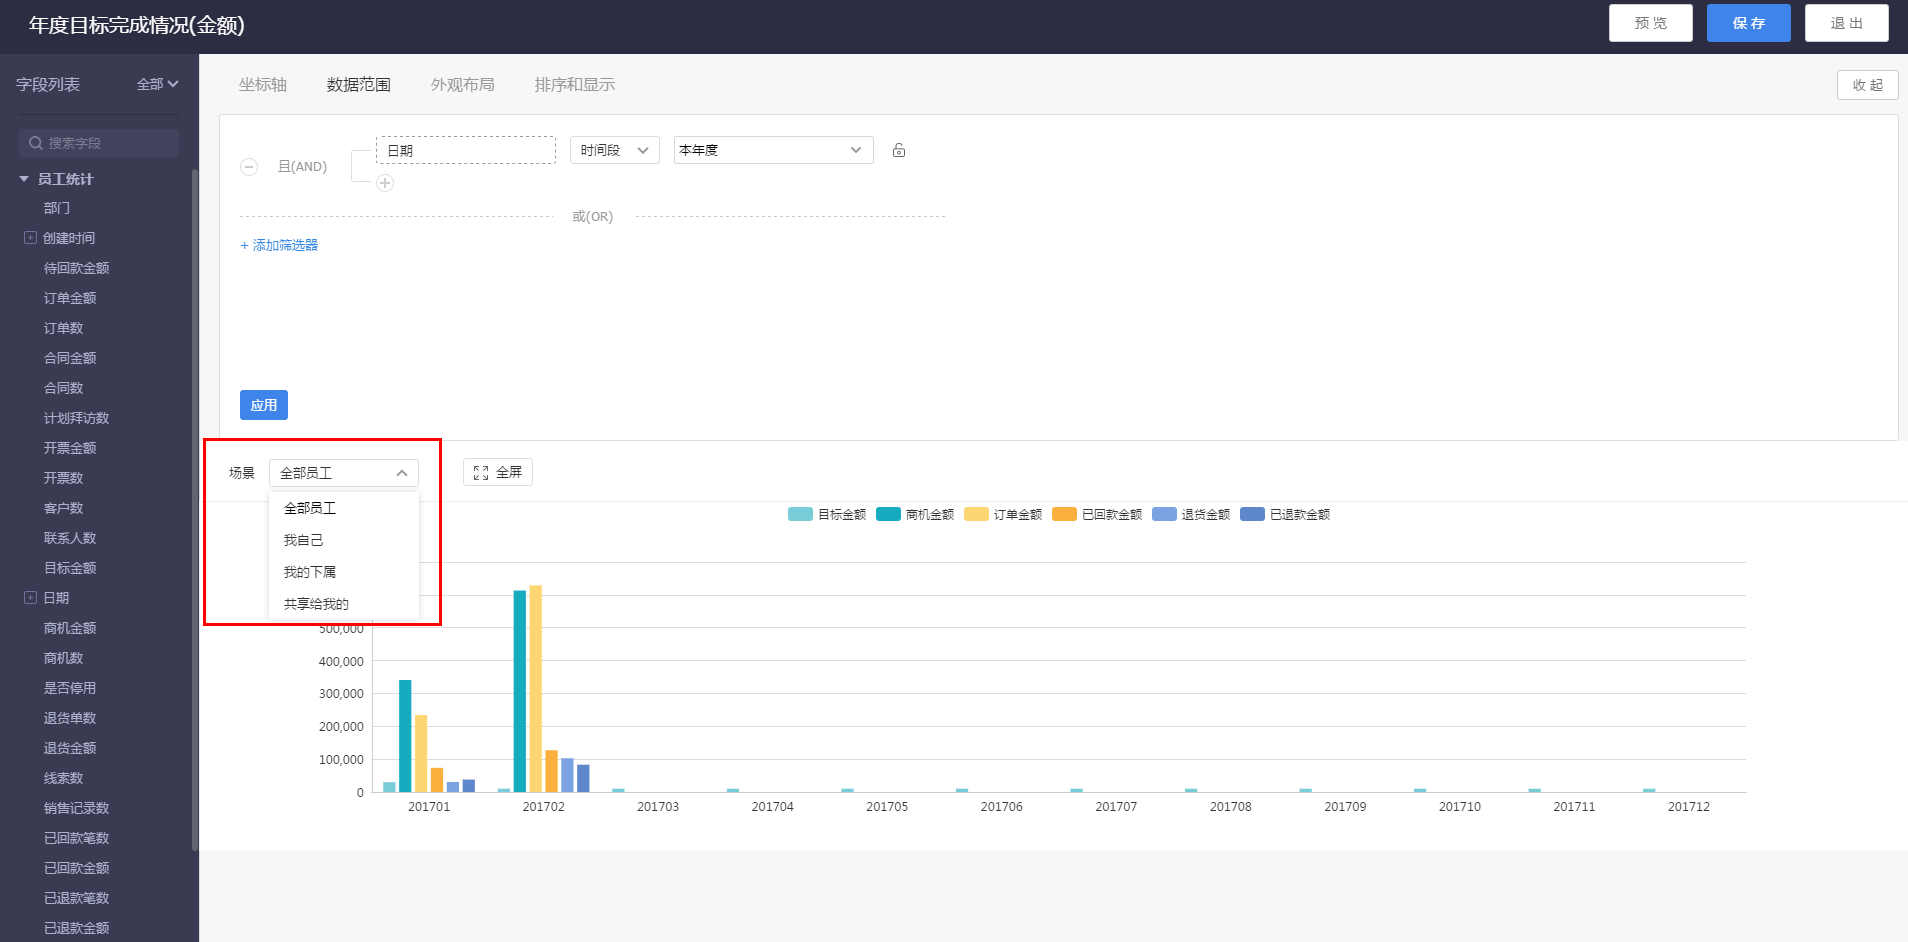 年度目标完成情况(金额)
预 览
保 存
退 出
字段列表
全部
搜索字段
员工统计
部门
创建时间
待回款金额
订单金额
订单数
合同金额
合同数
计划拜访数
开票金额
开票数
客户数
联系人数
目标金额
日期
商机金额
商机数
是否停用
退货单数
退货金额
线索数
销售记录数
已回款笔数
已回款金额
已退款笔数
已退款金额
坐标轴
数据范围
外观布局
排序和显示
收 起
且(AND)
日期
时间段
本年度
或(OR)
+ 添加筛选器
应用
场景
全部员工
全屏
全部员工
我自己
我的下属
共享给我的
目标金额
商机金额
订单金额
已回款金额
退货金额
已退款金额
500,000
400,000
300,000
200,000
100,000
0
201701
201702
201703
201704
201705
201706
201707
201708
201709
201710
201711
201712